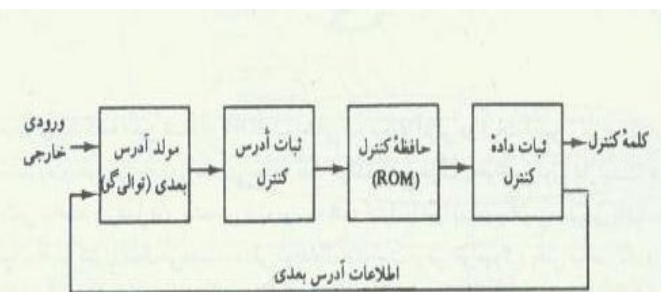 ورودی
خارجی
مولد آدرس
بعدی (توالی‌گر)
ثبات آدرس
کنترل
حافظهٔ کنترل
(ROM)
ثبات دادهٔ
کنترل
کلمهٔ کنترل
اطلاعات آدرس بعدی